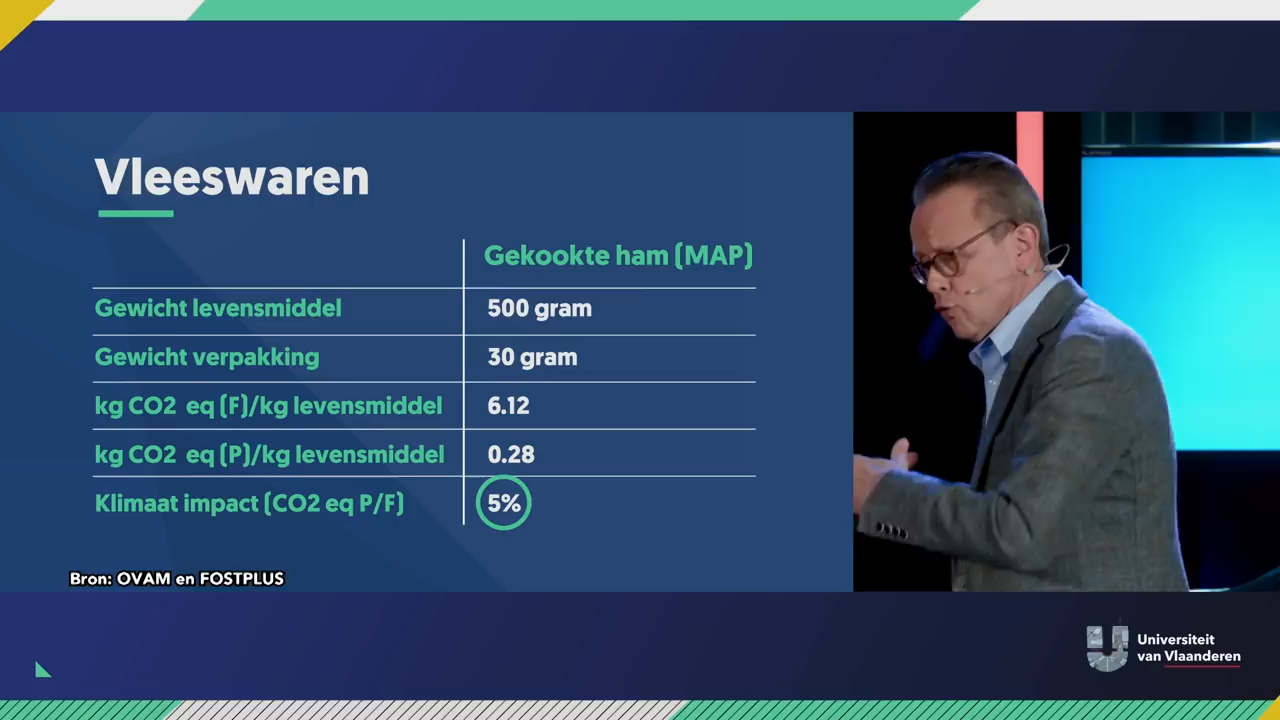 Vleeswaren
Gekookte ham (MAP)
Gewicht levensmiddel 500 gram
Gewicht verpakking 30 gram
kg CO2 eq (F)/kg levensmiddel 6.12
kg CO2 eq (P)/kg levensmiddel 0.28
Klimaat impact (CO2 eq P/F) 5%
Bron: OVAM en FOSTPLUS
Universiteit
van Vlaanderen